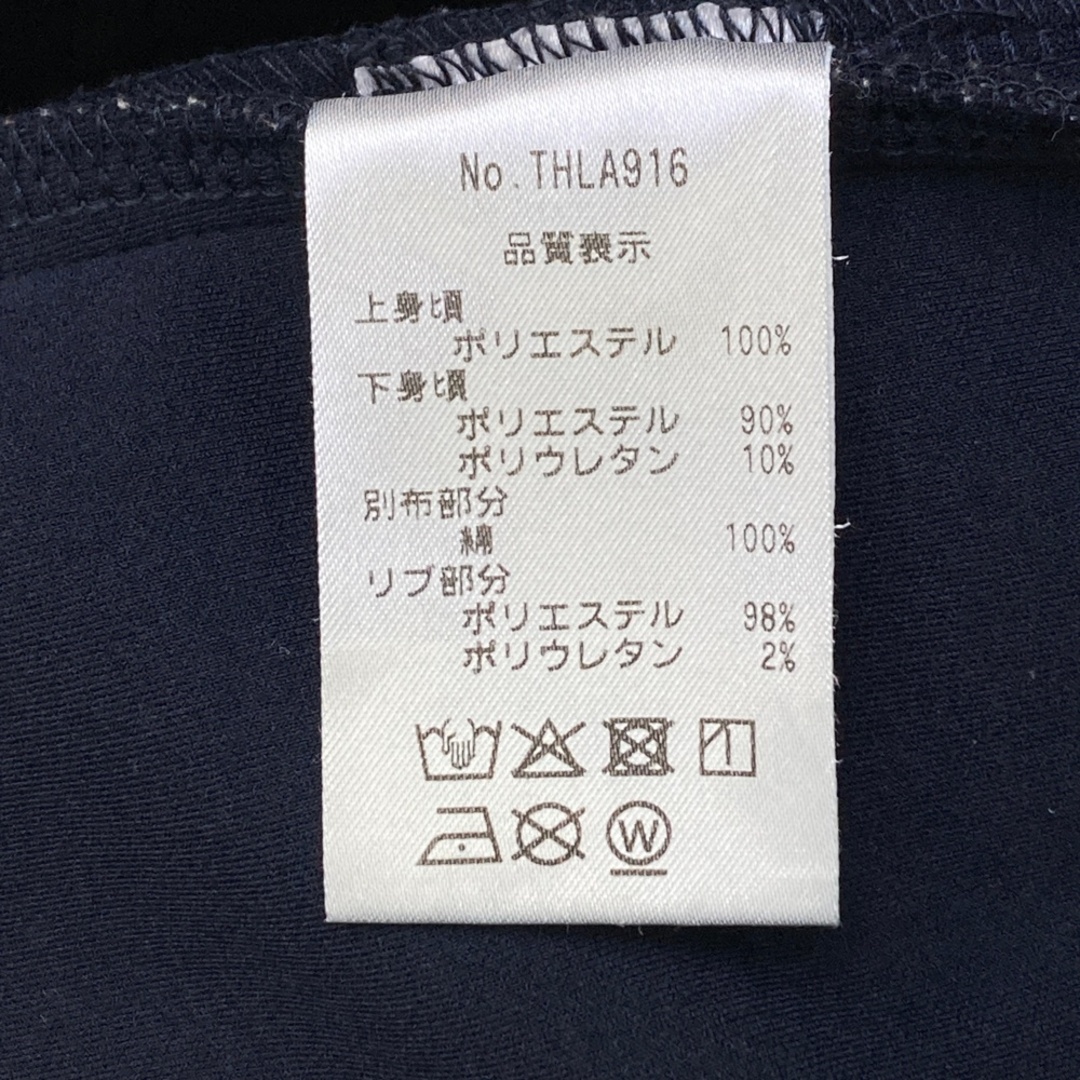 No.THLA916
品質表示
上身頃
ポリエステル 100%
下身頃
ポリエステル 90%
ポリウレタン 10%
別布部分
綿 100%
リブ部分
ポリエステル 98%
ポリウレタン 2%
W